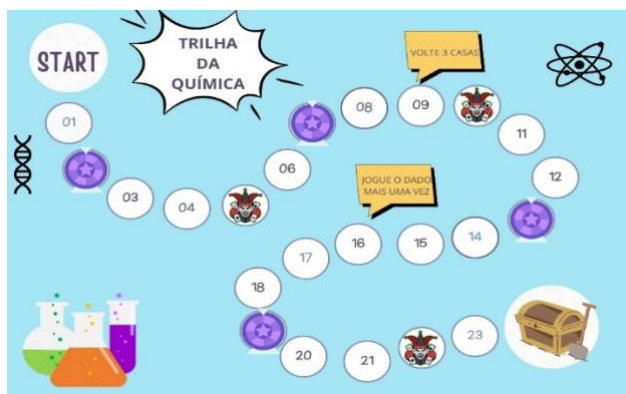 START
TRILHA
DA
QUÍMICA
VOLTE 3 CASAS
01
03
04
06
08
09
11
12
JOGUE O DADO
MAIS UMA VEZ
14
15
16
17
18
20
21
23